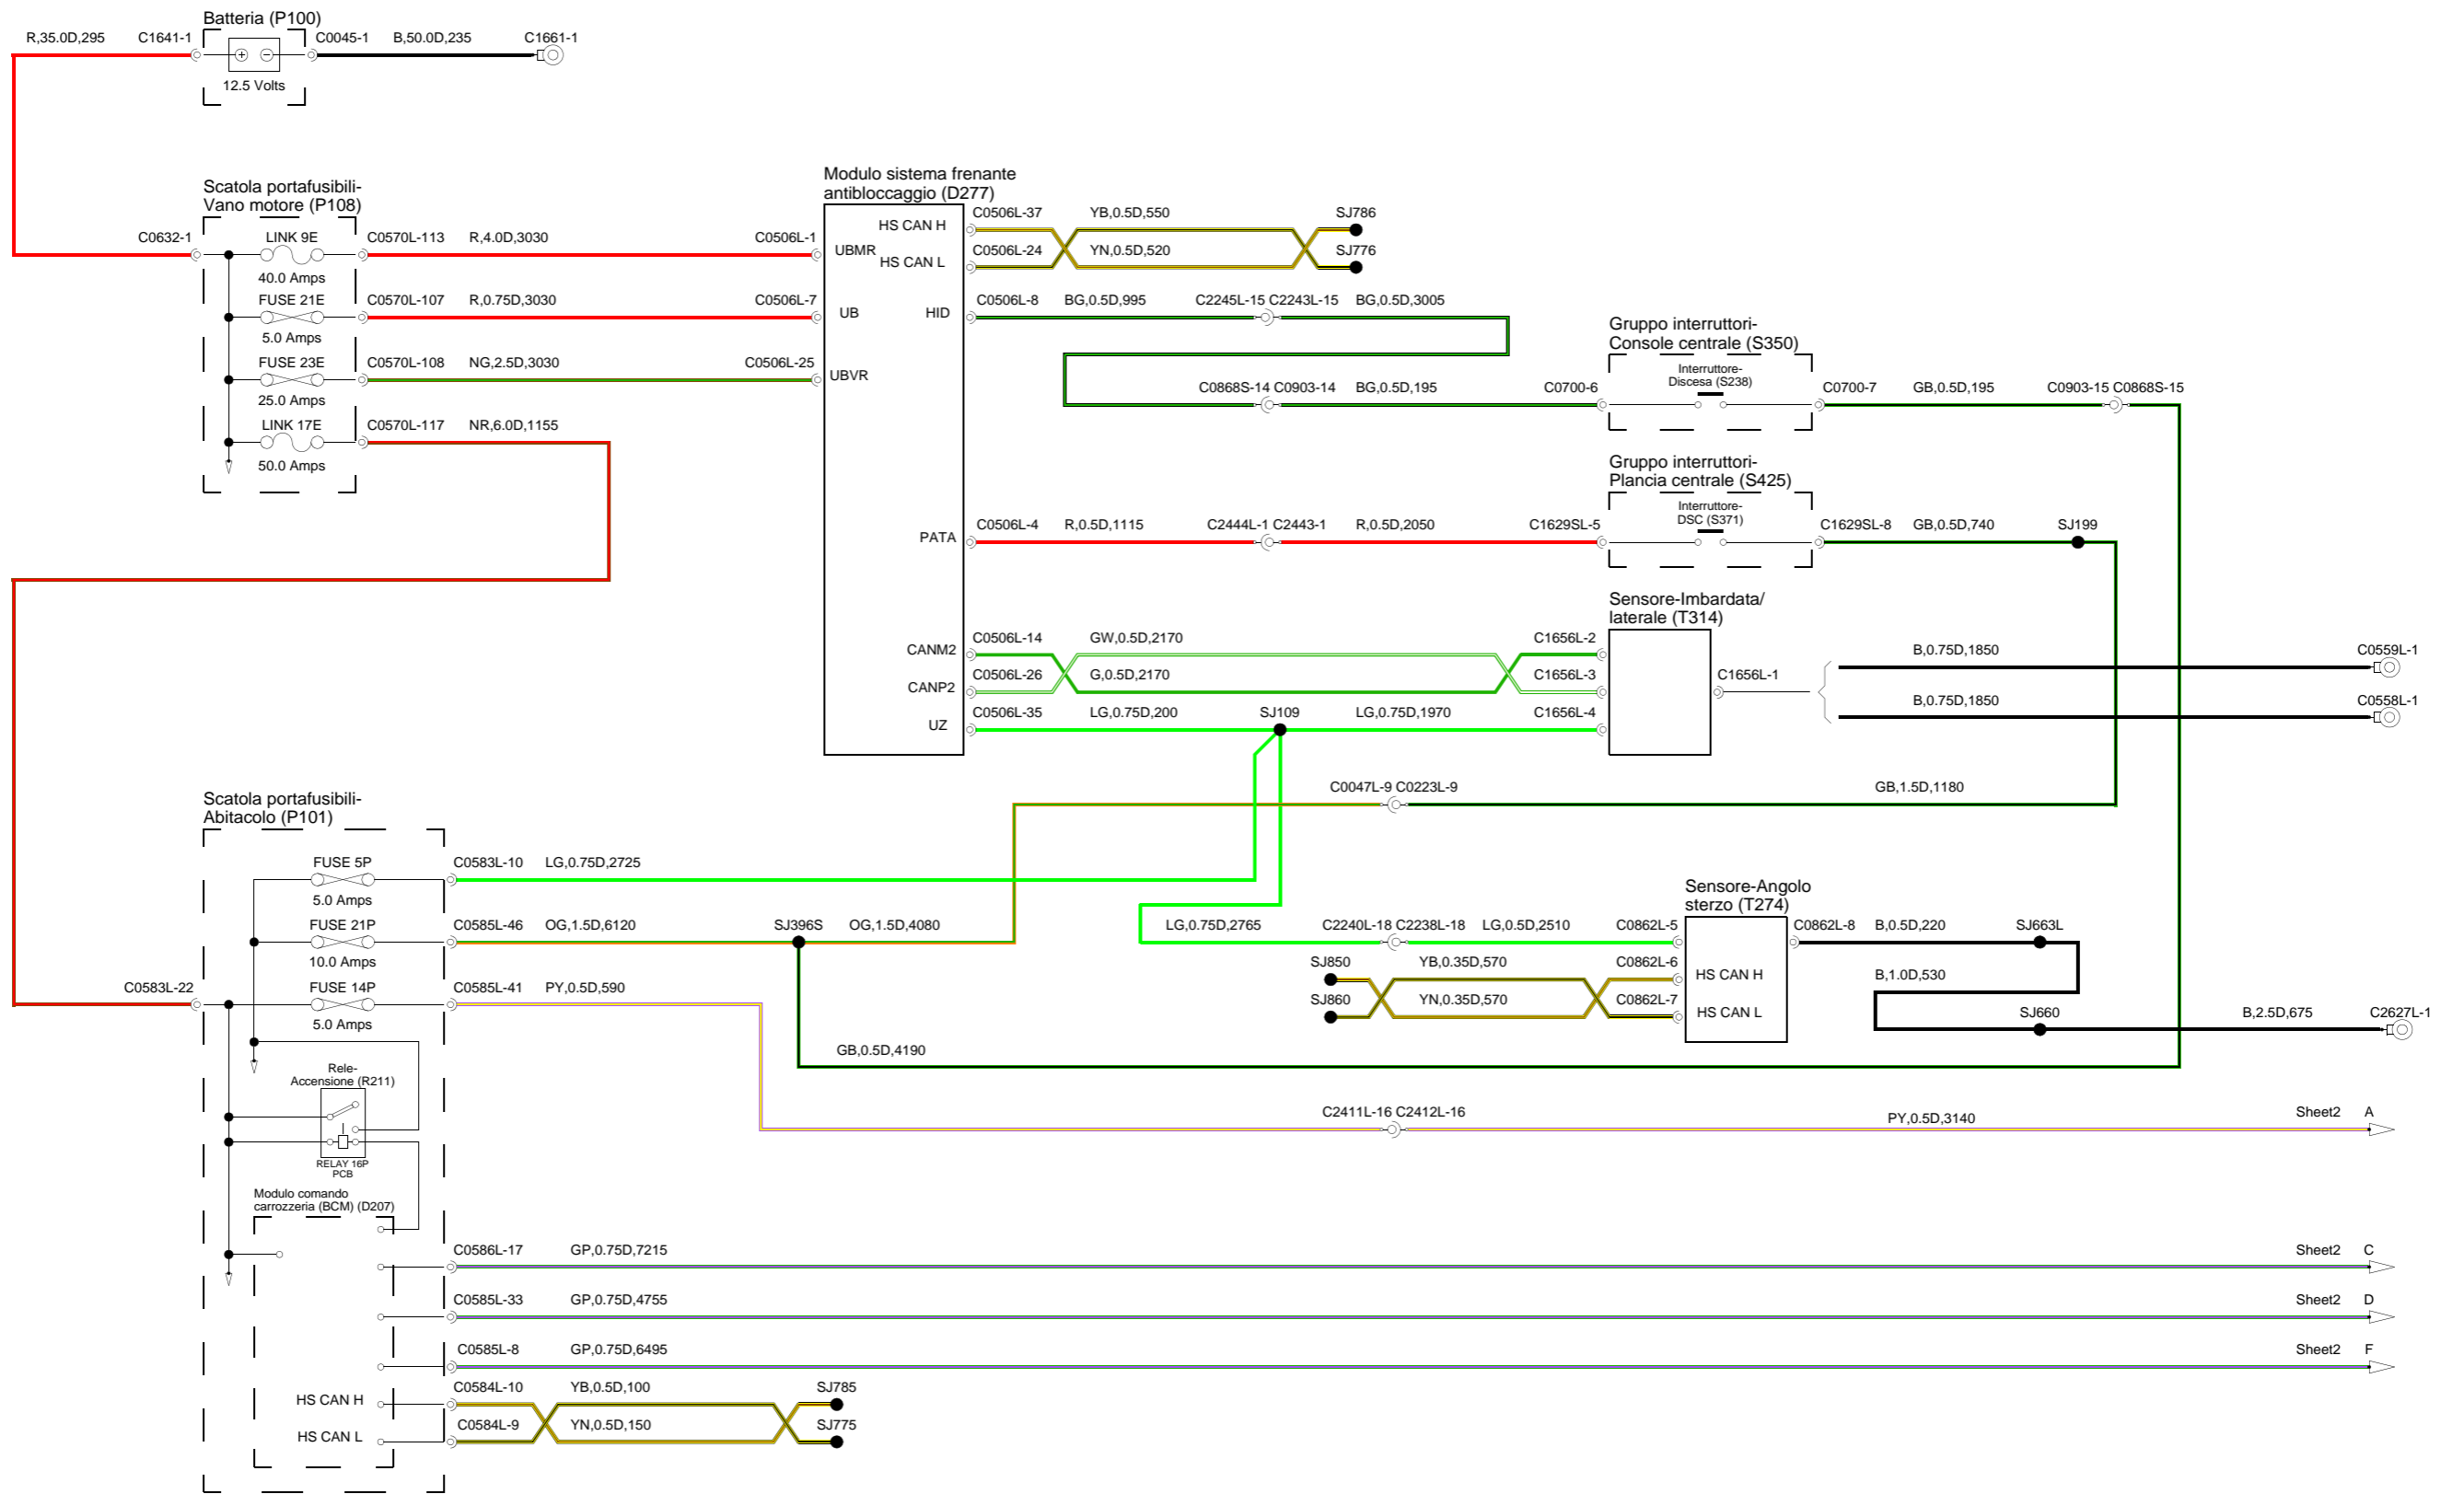 Batteria (P100)
R,35.0D,295 C1641-1 C0045-1 B,50.0D,235 C1661-1
12.5 Volts
Scatola portafusibili-
Vano motore (P108)
C0632-1 LINK 9E C0570L-113 R,4.0D,3030 C0506L-1
40.0 Amps
FUSE 21E C0570L-107 R,0.75D,3030 C0506L-7
5.0 Amps
FUSE 23E C0570L-108 NG,2.5D,3030 C0506L-25
25.0 Amps
LINK 17E C0570L-117 NR,6.0D,1155
50.0 Amps
Modulo sistema frenante
antibloccaggio (D277)
UBMR
UB
UBVR
HS CAN H C0506L-37 YB,0.5D,550 SJ786
HS CAN L C0506L-24 YN,0.5D,520 SJ776
HID C0506L-8 BG,0.5D,995 C2245L-15 C2243L-15 BG,0.5D,3005
Gruppo interruttori-
Console centrale (S350)
Interruttore-
Discesa (S238)
C0868S-14 C0903-14 BG,0.5D,195 C0700-6 C0700-7 GB,0.5D,195 C0903-15 C0868S-15
Gruppo interruttori-
Plancia centrale (S425)
Interruttore-
DSC (S371)
PATA C0506L-4 R,0.5D,1115 C2444L-1 C2443-1 R,0.5D,2050 C1629SL-5 C1629SL-8 GB,0.5D,740 SJ199
Sensore-Imbardata/
laterale (T314)
CANM2 C0506L-14 GW,0.5D,2170 C1656L-2
CANP2 C0506L-26 G,0.5D,2170 C1656L-3
UZ C0506L-35 LG,0.75D,200 SJ109 LG,0.75D,1970 C1656L-4
C1656L-1
B,0.75D,1850 C0559L-1
B,0.75D,1850 C0558L-1
C0047L-9 C0223L-9 GB,1.5D,1180
Scatola portafusibili-
Abitacolo (P101)
FUSE 5P C0583L-10 LG,0.75D,2725
5.0 Amps
FUSE 21P C0585L-46 OG,1.5D,6120 SJ396S OG,1.5D,4080
10.0 Amps
C0583L-22 FUSE 14P C0585L-41 PY,0.5D,590
5.0 Amps
Sensore-Angolo
sterzo (T274)
LG,0.75D,2765 C2240L-18 C2238L-18 LG,0.5D,2510 C0862L-5 C0862L-8 B,0.5D,220 SJ663L
SJ850 YB,0.35D,570 C0862L-6 HS CAN H B,1.0D,530
SJ860 YN,0.35D,570 C0862L-7 HS CAN L SJ660 B,2.5D,675 C2627L-1
GB,0.5D,4190
Rele-
Accensione (R211)
RELAY 16P
PCB
C2411L-16 C2412L-16 PY,0.5D,3140 Sheet2 A
Modulo comando
carrozzeria (BCM) (D207)
C0586L-17 GP,0.75D,7215 Sheet2 C
C0585L-33 GP,0.75D,4755 Sheet2 D
C0585L-8 GP,0.75D,6495 Sheet2 F
HS CAN H C0584L-10 YB,0.5D,100 SJ785
HS CAN L C0584L-9 YN,0.5D,150 SJ775